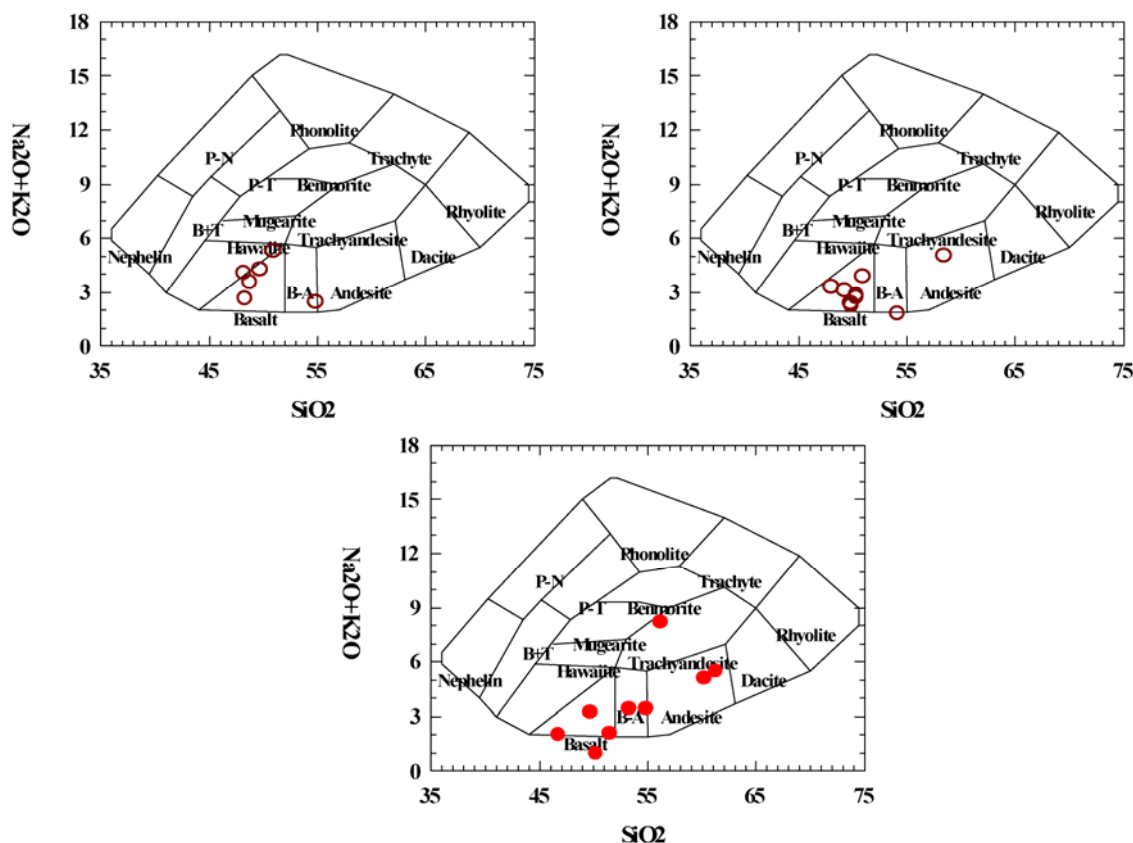 18
15
12
9
6
3
0
Na2O+K2O
Phonolite
P-N
Trachyte
P-T
Benmorite
B+T
Mugearite
Rhyolite
Nephelin
Hawaiite
Trachyandesite
Dacite
B-A
Andesite
Basalt
35 45 55 65 75
SiO2
18
15
12
9
6
3
0
Na2O+K2O
Phonolite
P-N
Trachyte
P-T
Benmorite
B+T
Mugearite
Rhyolite
Nephelin
Hawaiite
Trachyandesite
Dacite
B-A
Andesite
Basalt
35 45 55 65 75
SiO2
18
15
12
9
6
3
0
Na2O+K2O
Phonolite
P-N
Trachyte
P-T
Benmorite
B+T
Mugearite
Rhyolite
Nephelin
Hawaiite
Trachyandesite
Dacite
B-A
Andesite
Basalt
35 45 55 65 75
SiO2